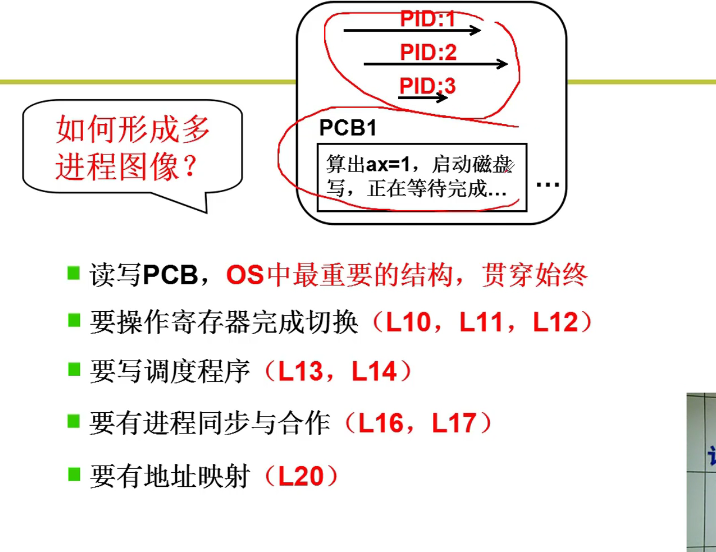 PID:1
PID:2
PID:3
如何形成多
进程图像？
PCB1
算出ax=1，启动磁盘
写，正在等待完成...
...
读写PCB，OS中最重要的结构，贯穿始终
要操作寄存器完成切换（L10，L11，L12）
要写调度程序（L13，L14）
要有进程同步与合作（L16，L17）
要有地址映射（L20）